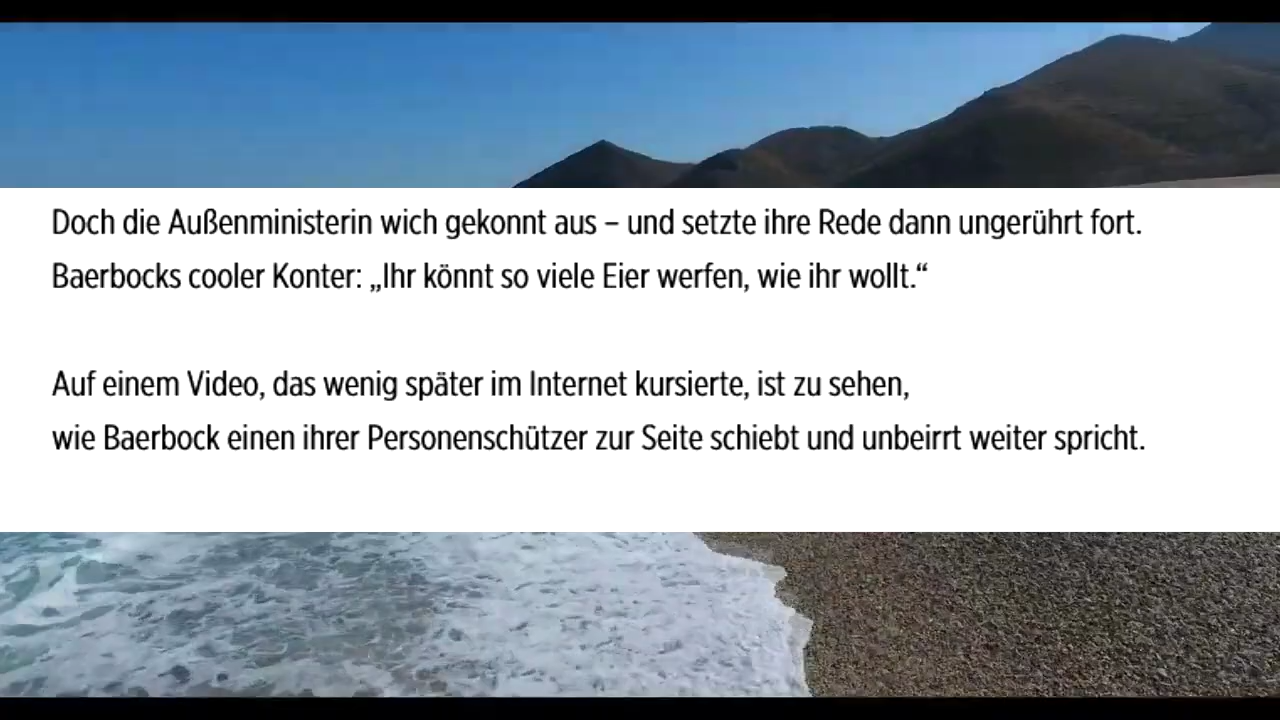 Doch die Außenministerin wich gekonnt aus – und setzte ihre Rede dann ungerührt fort.
Baerbocks cooler Konter: „Ihr könnt so viele Eier werfen, wie ihr wollt.“
Auf einem Video, das wenig später im Internet kursierte, ist zu sehen,
wie Baerbock einen ihrer Personenschützer zur Seite schiebt und unbeirrt weiter spricht.